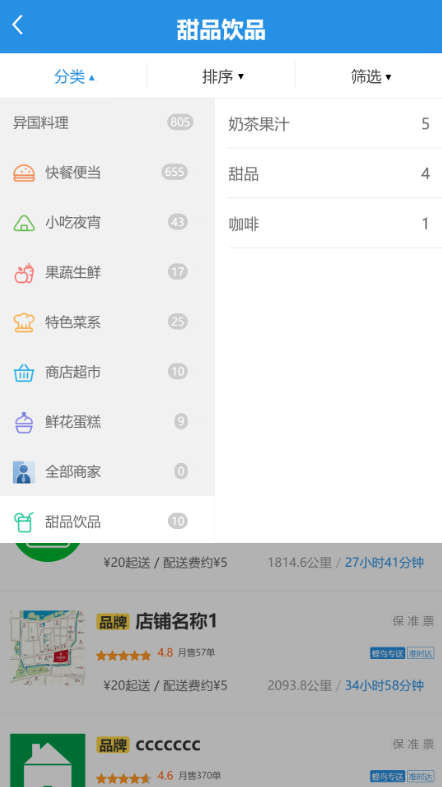 甜品饮品
分类▲ 排序▼ 筛选▼
异国料理 805
快餐便当 655
小吃夜宵 43
果蔬生鲜 17
特色菜系 25
商店超市 10
鲜花蛋糕 9
全部商家 0
甜品饮品 10
奶茶果汁 5
甜品 4
咖啡 1
¥20起送 / 配送费约¥5 1814.6公里 / 27小时41分钟
品牌 店铺名称1 保 准 票
4.8 月售57单 蜂鸟专送 准时达
¥20起送 / 配送费约¥5 2093.8公里 / 34小时58分钟
品牌 ccccccc 保 准 票
4.6 月售370单 蜂鸟专送 准时达